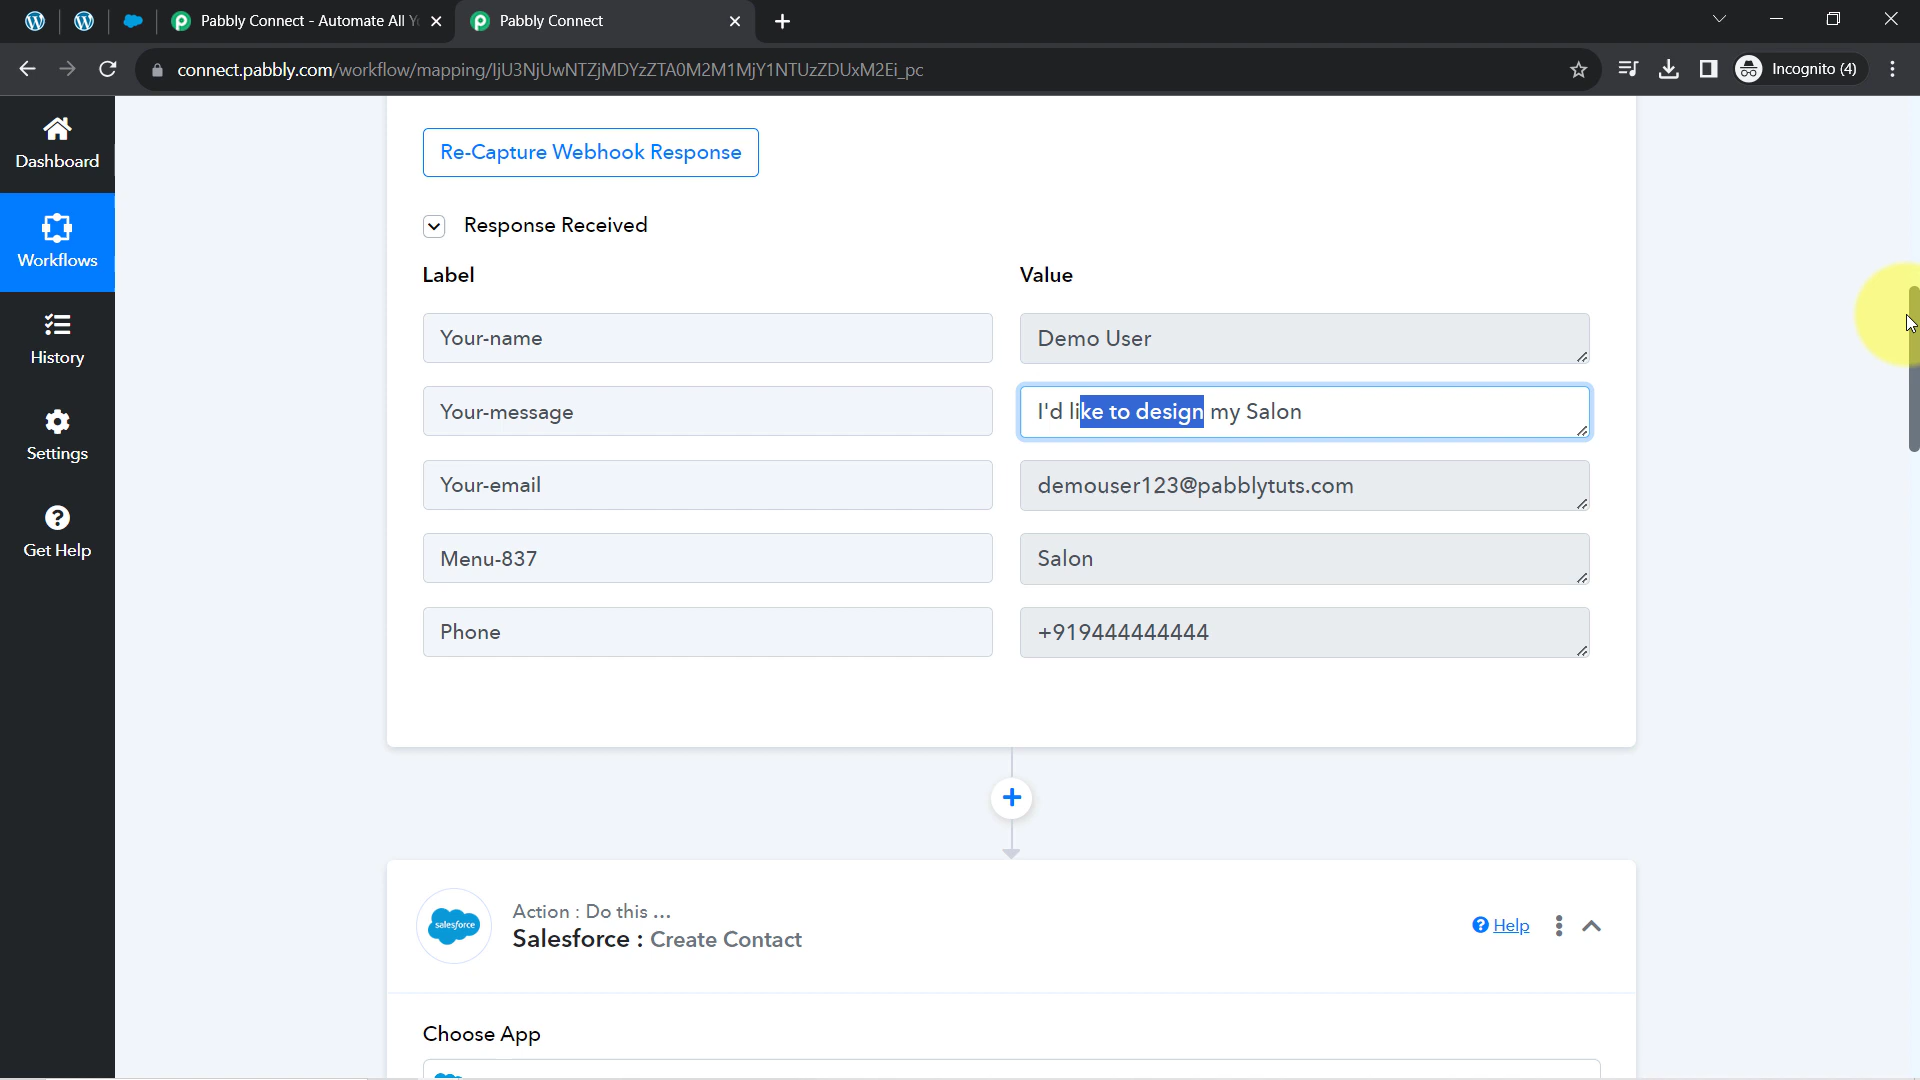 Pabbly Connect - Automate All Y
Pabbly Connect
connect.pabbly.com/workflow/mapping/IjU3NjUwNTZjMDYzZTA0M2M1MjY1NTUzZDUxM2Ei_pc
Incognito (4)
Dashboard
Workflows
History
Settings
Get Help
Re-Capture Webhook Response
Response Received
Label Value
Your-name Demo User
Your-message I'd like to design my Salon
Your-email demouser123@pabblytuts.com
Menu-837 Salon
Phone +919444444444
salesforce
Action : Do this ...
Salesforce : Create Contact
Help
Choose App